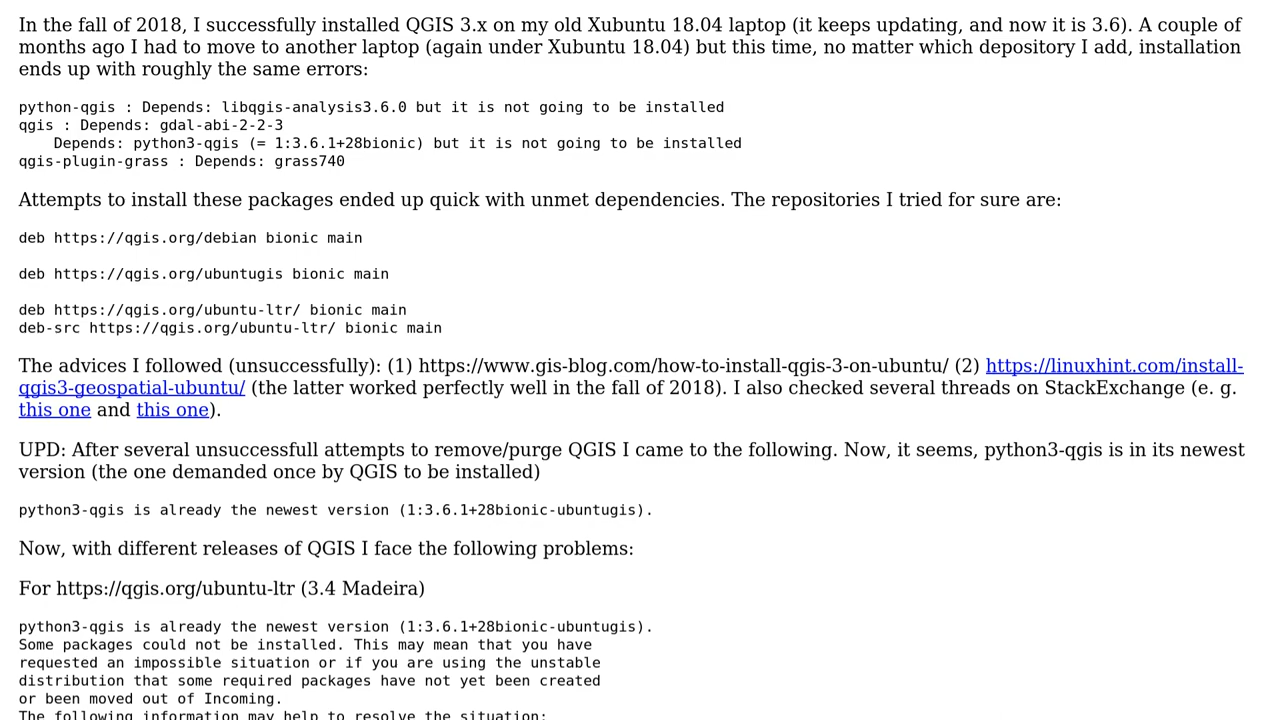 In the fall of 2018, I successfully installed QGIS 3.x on my old Xubuntu 18.04 laptop (it keeps updating, and now it is 3.6). A couple of
months ago I had to move to another laptop (again under Xubuntu 18.04) but this time, no matter which depository I add, installation
ends up with roughly the same errors:
python-qgis : Depends: libqgis-analysis3.6.0 but it is not going to be installed
qgis : Depends: gdal-abi-2-2-3
Depends: python3-qgis (= 1:3.6.1+28bionic) but it is not going to be installed
qgis-plugin-grass : Depends: grass740
Attempts to install these packages ended up quick with unmet dependencies. The repositories I tried for sure are:
deb https://qgis.org/debian bionic main
deb https://qgis.org/ubuntugis bionic main
deb https://qgis.org/ubuntu-ltr/ bionic main
deb-src https://qgis.org/ubuntu-ltr/ bionic main
The advices I followed (unsuccessfully): (1) https://www.gis-blog.com/how-to-install-qgis-3-on-ubuntu/ (2) https://linuxhint.com/install-
qgis3-geospatial-ubuntu/ (the latter worked perfectly well in the fall of 2018). I also checked several threads on StackExchange (e. g.
this one and this one).
UPD: After several unsuccessfull attempts to remove/purge QGIS I came to the following. Now, it seems, python3-qgis is in its newest
version (the one demanded once by QGIS to be installed)
python3-qgis is already the newest version (1:3.6.1+28bionic-ubuntugis).
Now, with different releases of QGIS I face the following problems:
For https://qgis.org/ubuntu-ltr (3.4 Madeira)
python3-qgis is already the newest version (1:3.6.1+28bionic-ubuntugis).
Some packages could not be installed. This may mean that you have
requested an impossible situation or if you are using the unstable
distribution that some required packages have not yet been created
or been moved out of Incoming.
The following information may help to resolve the situation: